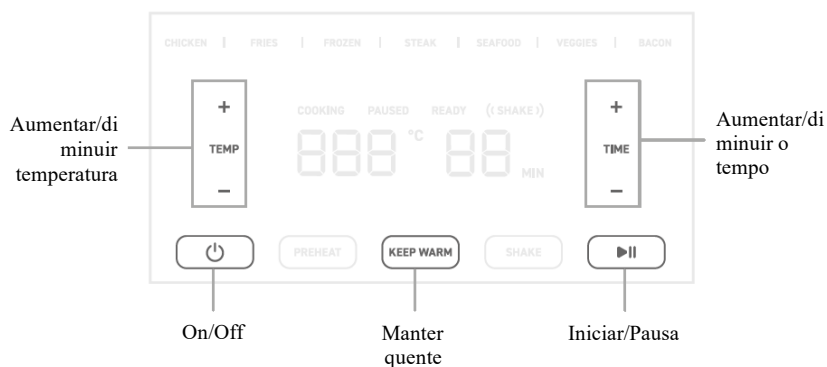 CHICKEN | FRIES | FROZEN | STEAK | SEAFOOD | VEGGIES | BACON
+
+
COOKING PAUSED READY ((SHAKE))
Aumentar/di
minuir
temperatura
TEMP
888 °C 88 MIN
TIME
Aumentar/di
minuir o
tempo
−
−
PREHEAT
KEEP WARM
SHAKE
On/Off
Manter
quente
Iniciar/Pausa